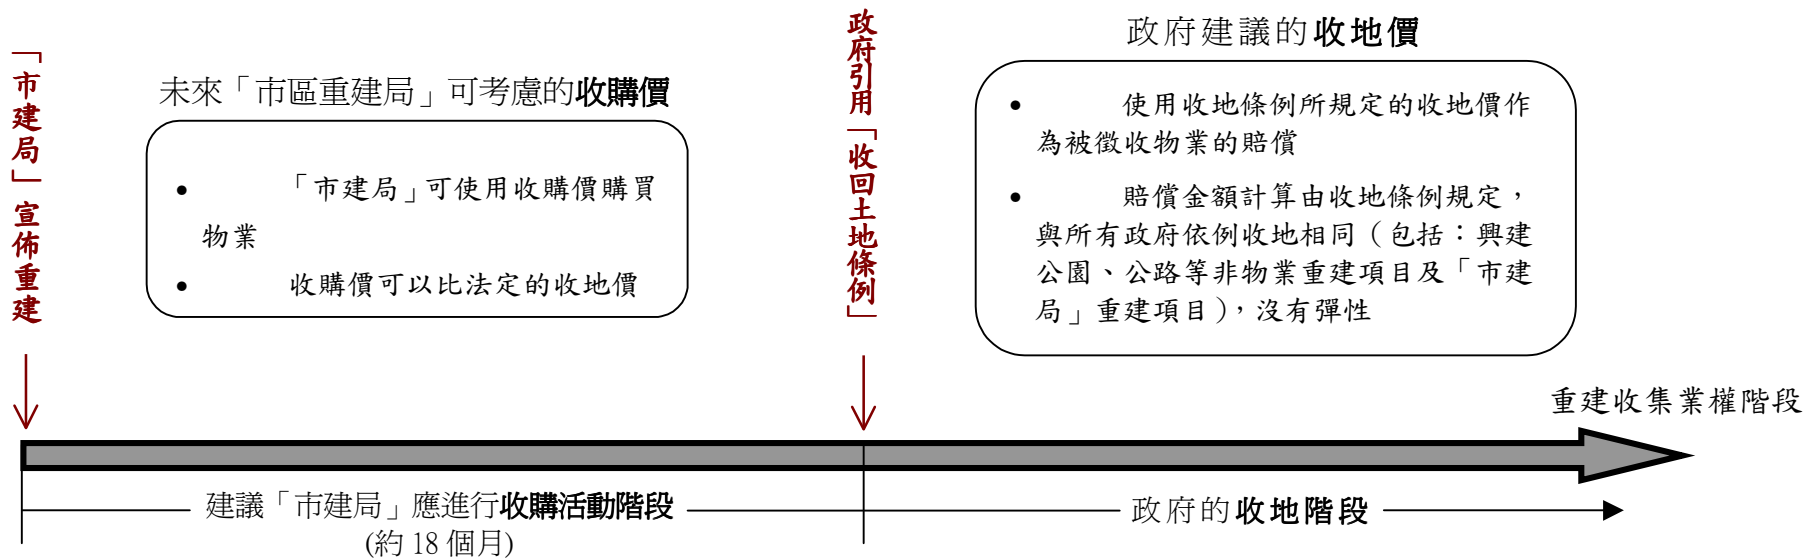 「市建局」宣佈重建
未來「市區重建局」可考慮的收購價
• 「市建局」可使用收購價購買
物業
• 收購價可以比法定的收地價
政府引用「收回土地條例」
政府建議的收地價
• 使用收地條例所規定的收地價作
為被徵收物業的賠償
• 賠償金額計算由收地條例規定，
與所有政府依例收地相同（包括：興建
公園、公路等非物業重建項目及「市建
局」重建項目），沒有彈性
重建收集業權階段
建議「市建局」應進行收購活動階段
(約 18 個月)
政府的收地階段